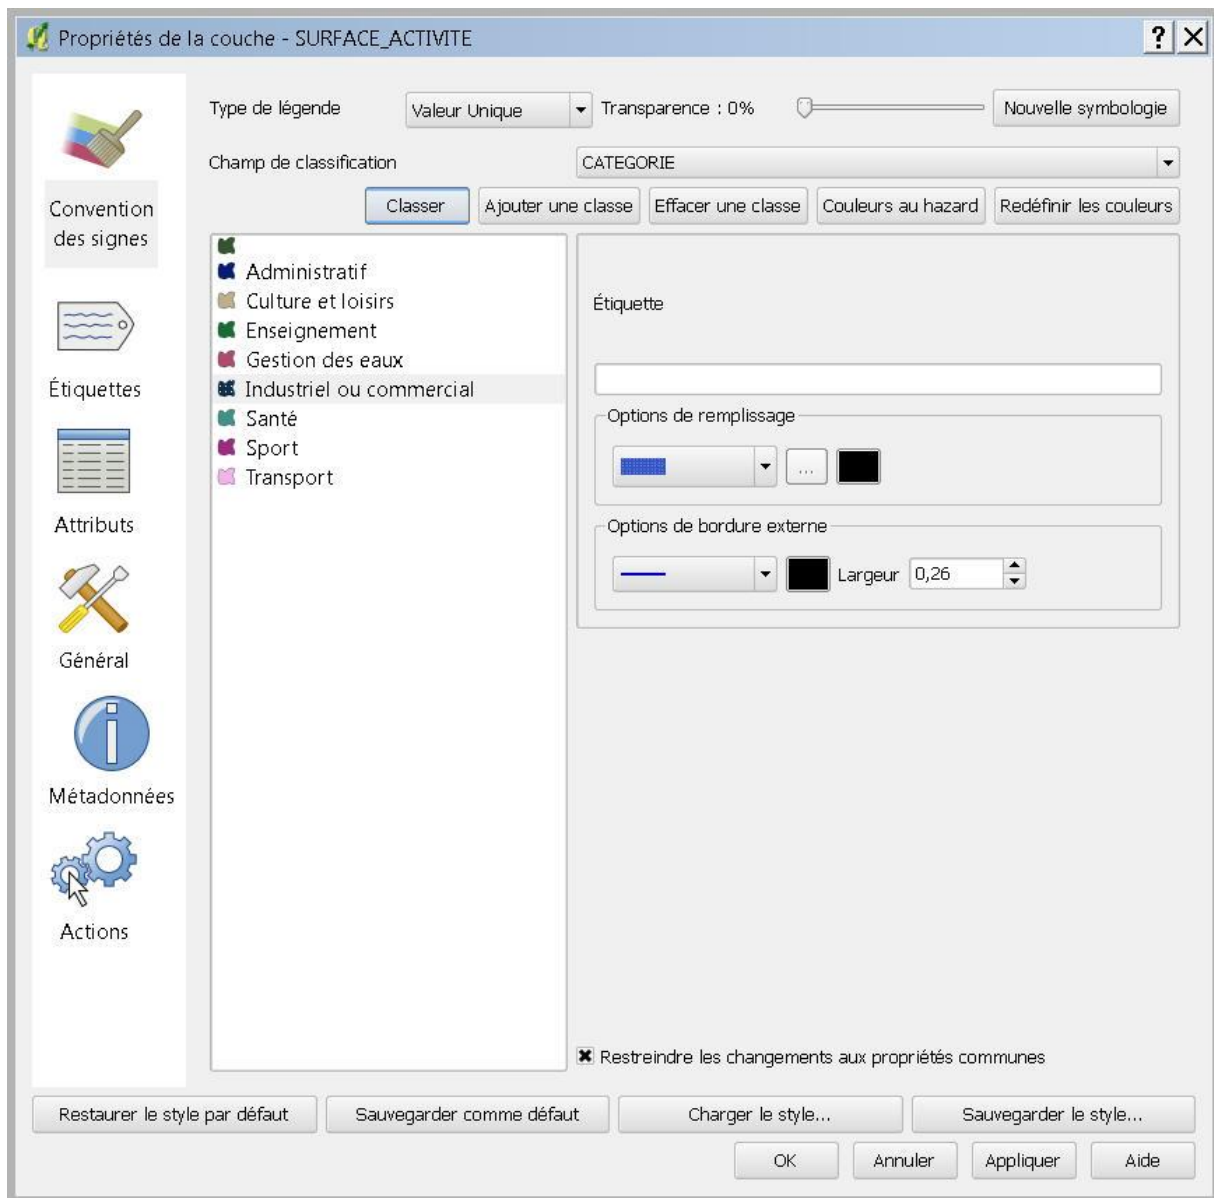 Propriétés de la couche - SURFACE_ACTIVITE
Type de légende
Valeur Unique
Transparence : 0%
Nouvelle symbologie
Champ de classification
CATEGORIE
Classer
Ajouter une classe
Effacer une classe
Couleurs au hazard
Redéfinir les couleurs
Convention
des signes
Étiquettes
Attributs
Général
Métadonnées
Actions
Administratif
Culture et loisirs
Enseignement
Gestion des eaux
Industriel ou commercial
Santé
Sport
Transport
Étiquette
Options de remplissage
...
Options de bordure externe
Largeur
0,26
Restreindre les changements aux propriétés communes
Restaurer le style par défaut
Sauvegarder comme défaut
Charger le style...
Sauvegarder le style...
OK
Annuler
Appliquer
Aide